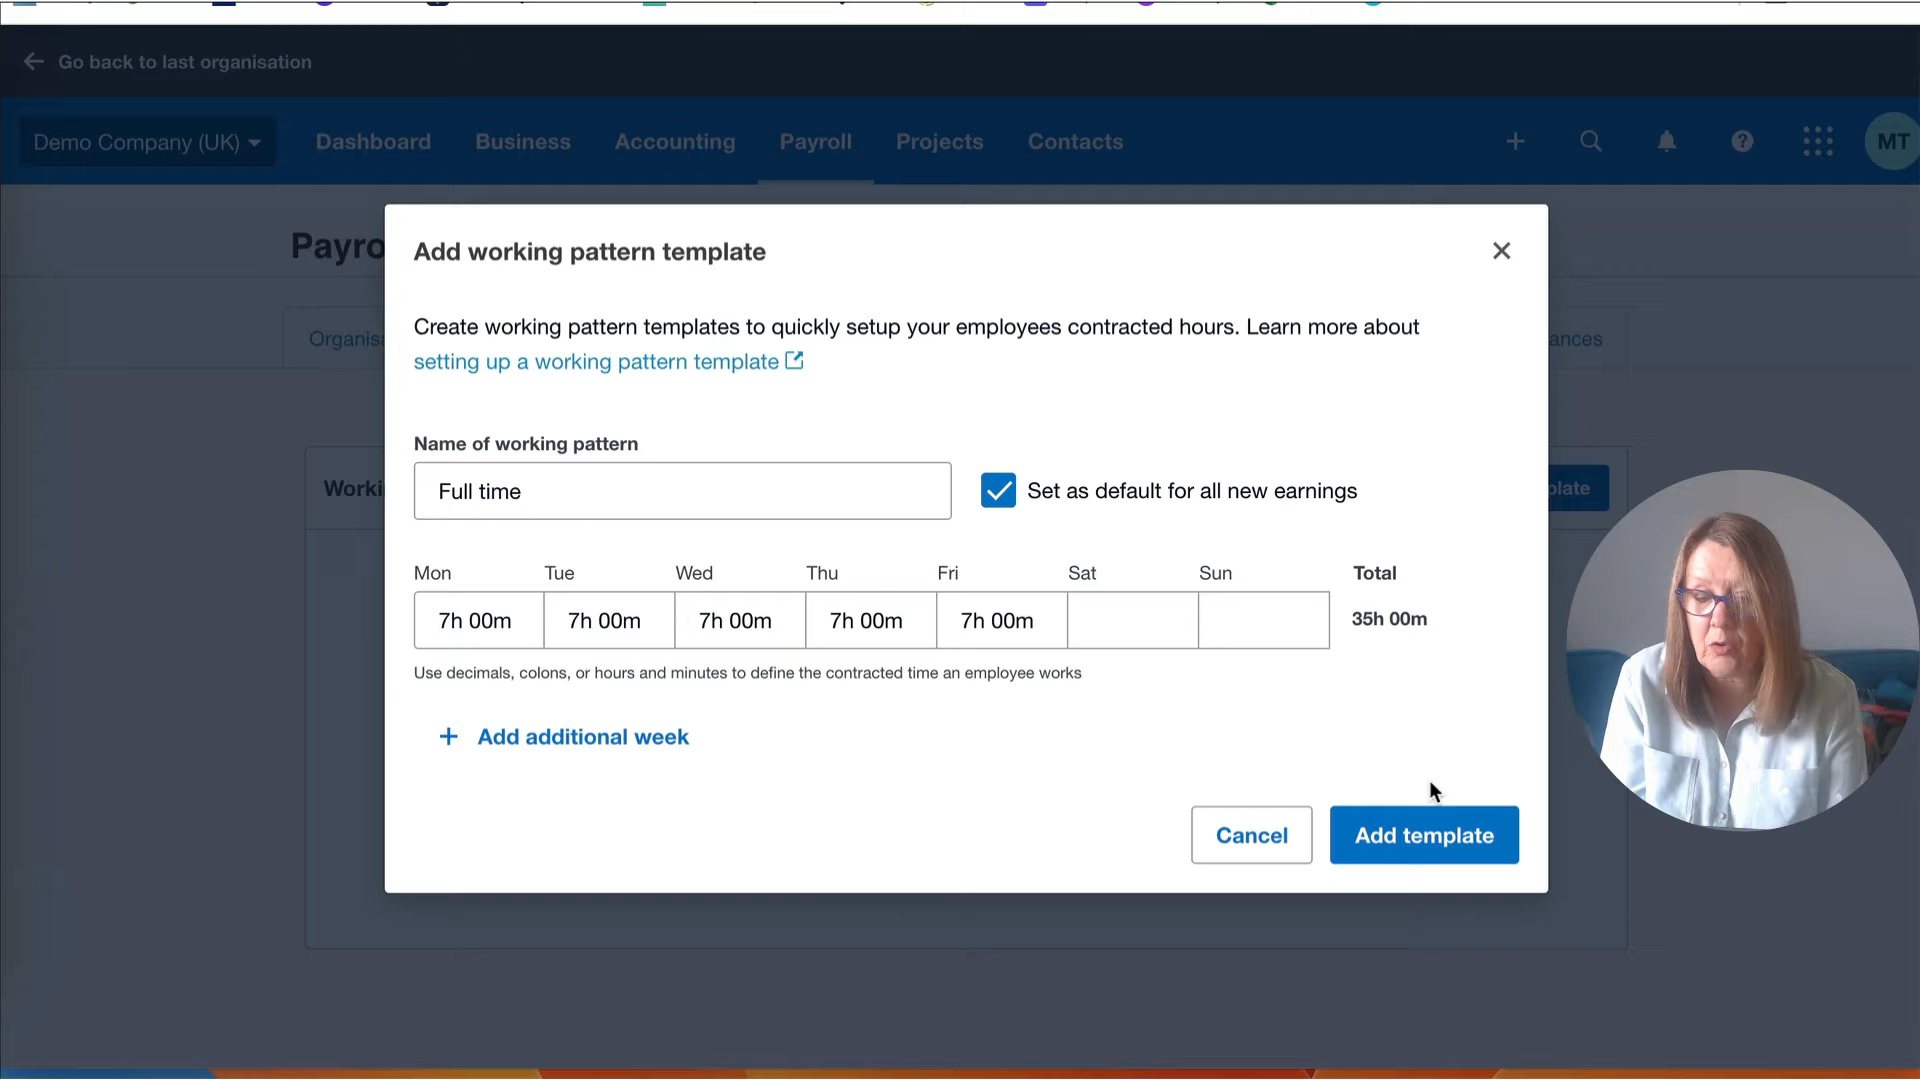 Go back to last organisation
Demo Company (UK) Dashboard Business Accounting Payroll Projects Contacts MT
Payro
Add working pattern template
Create working pattern templates to quickly setup your employees contracted hours. Learn more about
setting up a working pattern template
Organisa
ances
Name of working pattern
Worki
Full time
Set as default for all new earnings
plate
Mon Tue Wed Thu Fri Sat Sun Total
7h 00m 7h 00m 7h 00m 7h 00m 7h 00m 35h 00m
Use decimals, colons, or hours and minutes to define the contracted time an employee works
+ Add additional week
Cancel Add template